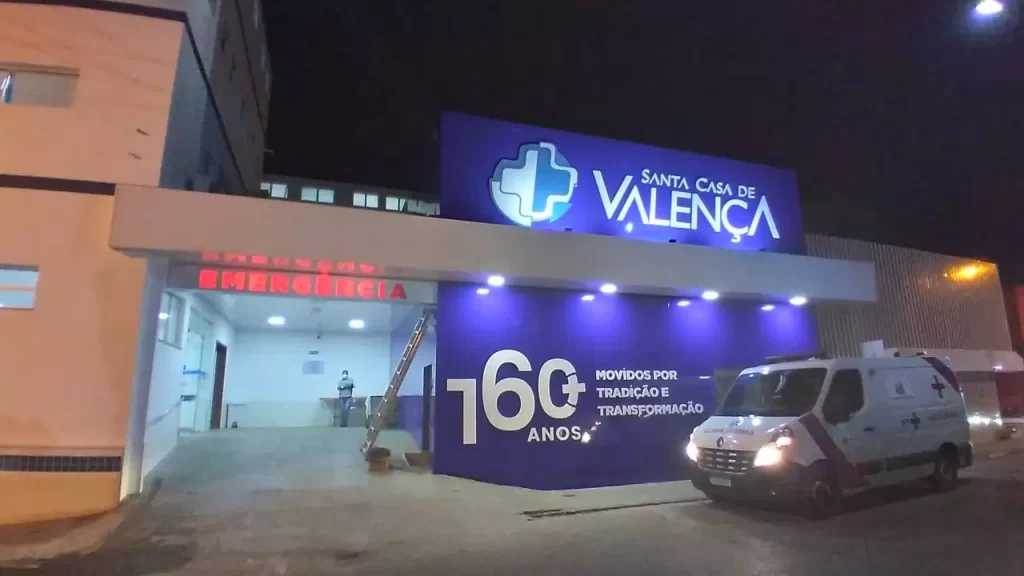 SANTA CASA DE
VALENÇA
EMERGÊNCIA
160+
ANOS
MOVIDOS POR
TRADIÇÃO E
TRANSFORMAÇÃO